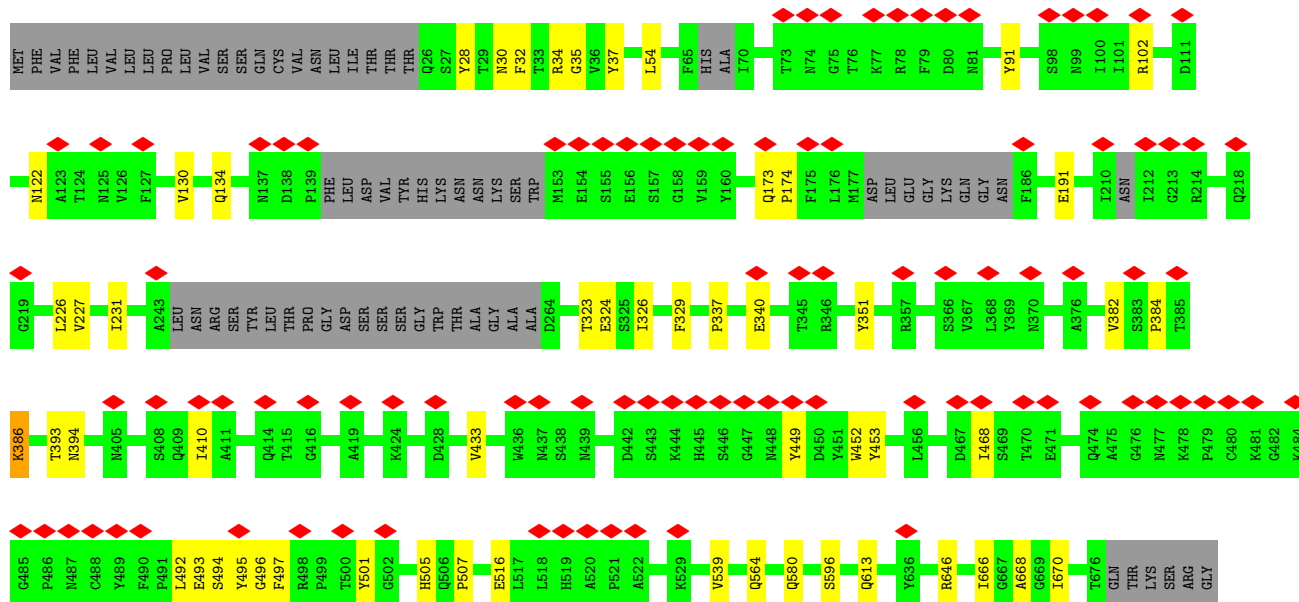 MET PHE VAL PHE LEU VAL LEU LEU PRO LEU VAL SER SER GLN CYS VAL ASN LEU ILE THR THR THR Q26 S27 Y28 T29 N30 F32 T33 R34 G35 V36 Y37 L54 F65 HIS ALA I70 T73 N74 G75 T76 K77 R78 F79 D80 N81 Y91 S98 N99 I100 I101 R102 D111
N122 A123 T124 N125 V126 F127 V130 Q134 N137 D138 P139 PHE LEU ASP VAL TYR HIS LYS ASN ASN LYS SER TRP M153 E154 S155 E156 S157 G158 V159 Y160 Q173 P174 F175 L176 M177 ASP LEU GLU GLY LYS GLN GLY ASN F186 E191 I210 ASN I212 G213 R214 Q218
G219 L226 V227 I231 A243 LEU ASN ARG SER TYR LEU THR PRO GLY ASP SER SER SER GLY TRP THR ALA GLY ALA ALA D264 T323 E324 S325 I326 F329 P337 E340 T345 R346 Y351 R357 S366 V367 L368 Y369 N370 A376 V382 S383 P384 T385
K386 T393 N394 N405 S408 Q409 I410 A411 Q414 T415 G416 A419 K424 D428 V433 W436 N437 S438 N439 D442 S443 K444 H445 S446 G447 N448 Y449 D450 Y451 W452 Y453 L456 D467 I468 S469 T470 E471 Q474 A475 G476 N477 K478 P479 C480 K481 G482 K484
G485 P486 N487 C488 Y489 F490 P491 L492 E493 S494 Y495 G496 F497 R498 P499 T500 Y501 G502 H505 Q506 P507 E516 L517 L518 H519 A520 P521 A522 K529 V539 Q564 Q580 S596 Q613 Y636 R646 I666 G667 A668 G669 I670 T676 GLN THR LYS SER ARG GLY